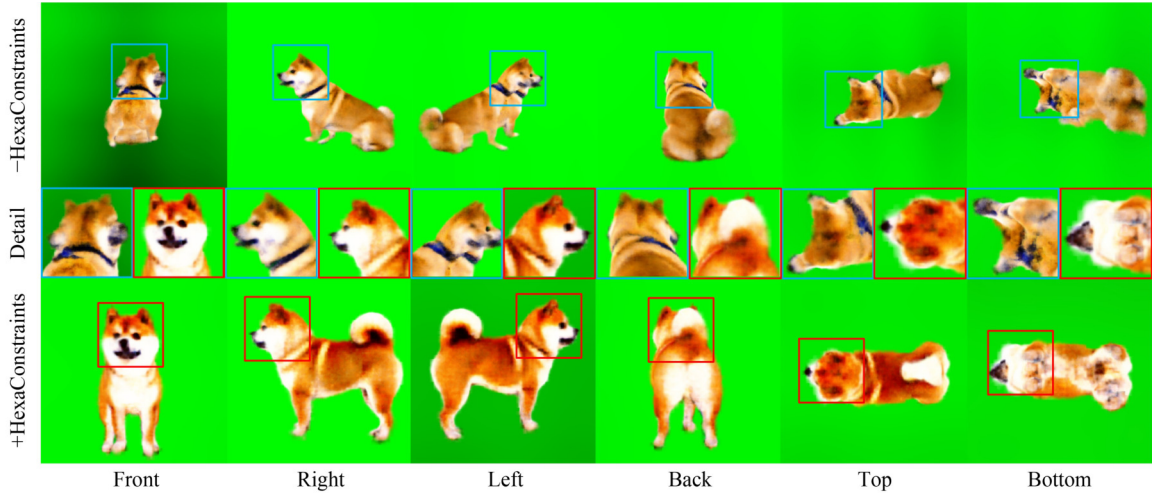 −HexaConstraints
Detail
+HexaConstraints
Front Right Left Back Top Bottom